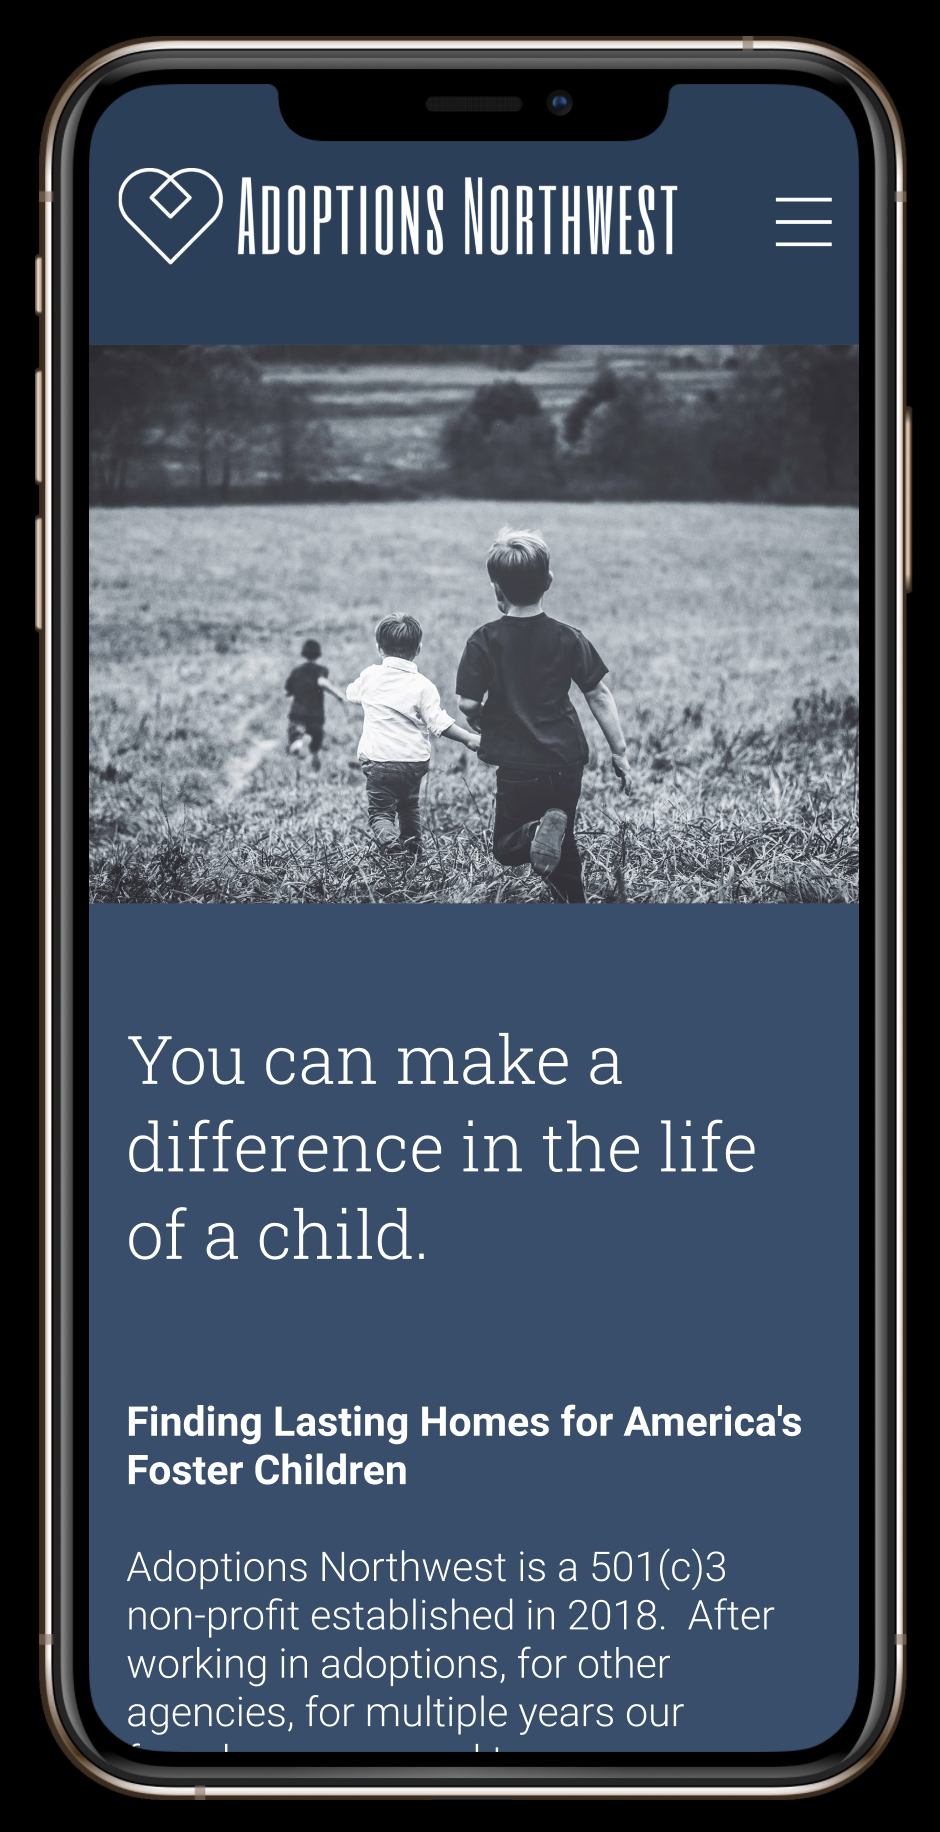 ADOPTIONS NORTHWEST
You can make a
difference in the life
of a child.
Finding Lasting Homes for America's
Foster Children
Adoptions Northwest is a 501(c)3
non-profit established in 2018.  After
working in adoptions, for other
agencies, for multiple years our